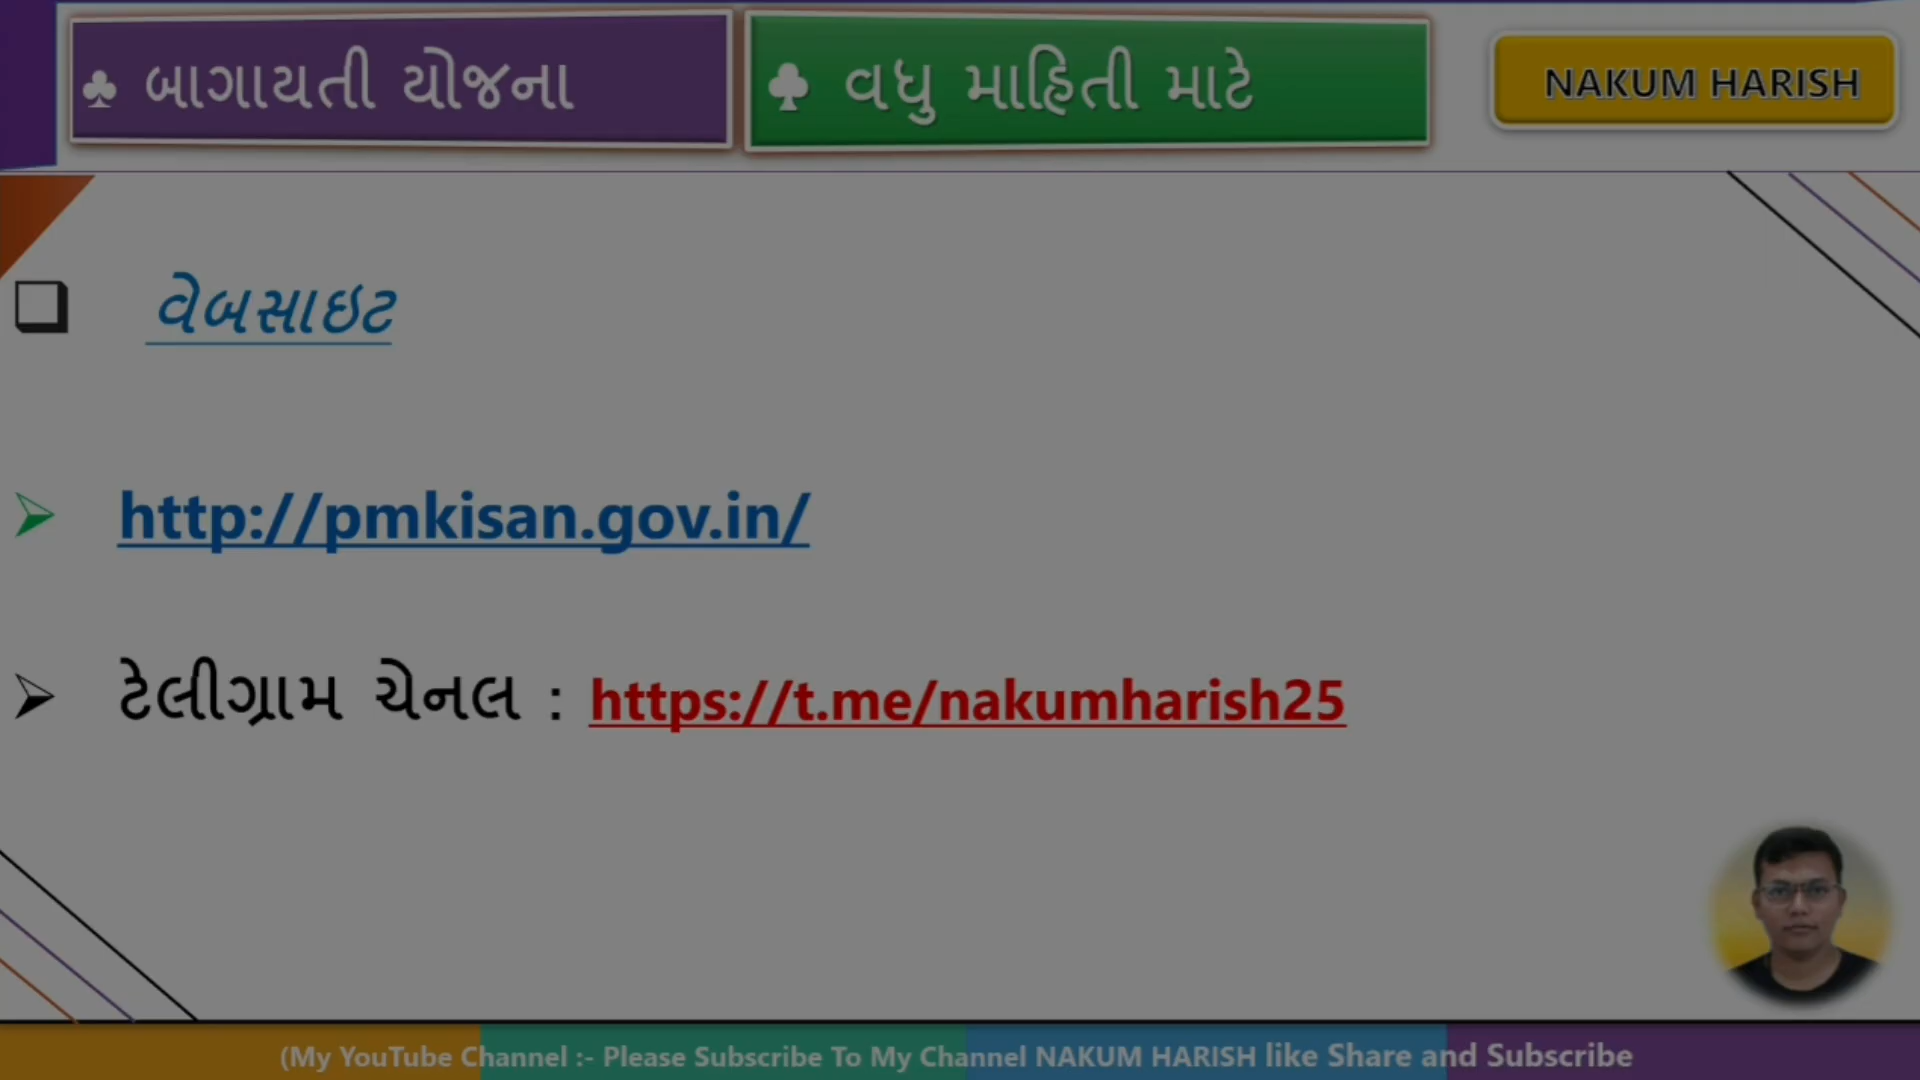 ♣ બાગાયતી યોજના
♣ વધુ માહિતી માટે
NAKUM HARISH
વેબસાઇટ
http://pmkisan.gov.in/
ટેલીગ્રામ ચેનલ : https://t.me/nakumharish25
(My YouTube Channel :- Please Subscribe To My Channel NAKUM HARISH like Share and Subscribe